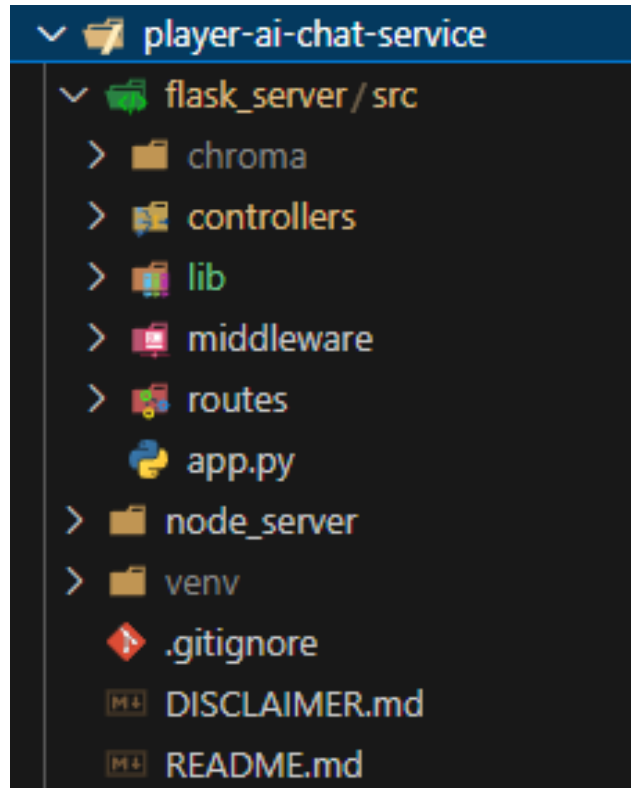 player-ai-chat-service
flask_server/src
chroma
controllers
lib
middleware
routes
app.py
node_server
venv
.gitignore
DISCLAIMER.md
README.md